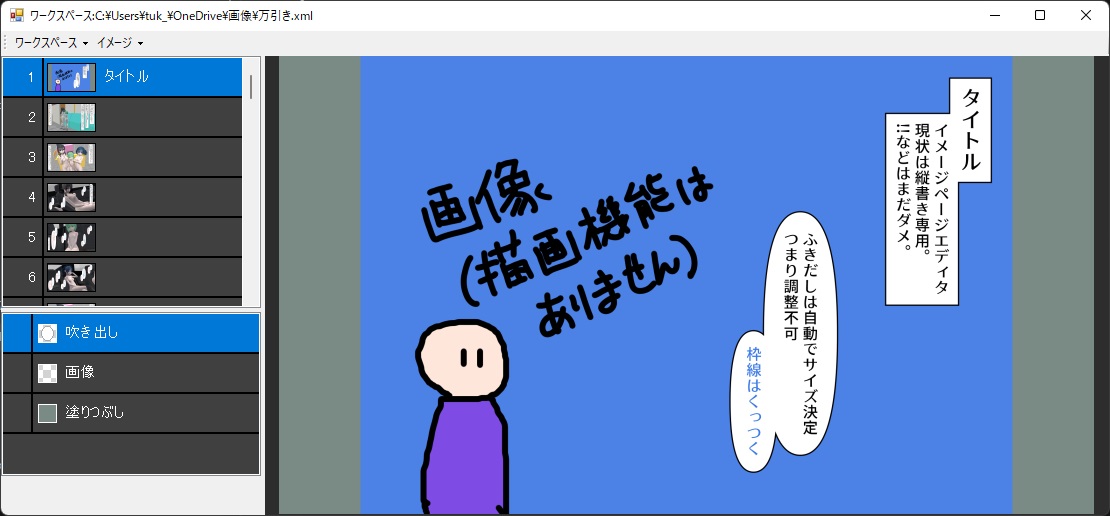 ワークスペース:C:¥Users¥tuk_¥OneDrive¥画像¥万引き.xml
ワークスペース イメージ
1 タイトル
2
3
4
5
6
吹き出し
画像
塗りつぶし
タイトル
イメージページエディタ
現状は縦書き専用。
!!などはまだダメ。
ふきだしは自動でサイズ決定
つまり調整不可
枠線はくっつく
画像
(描画機能は
ありません)